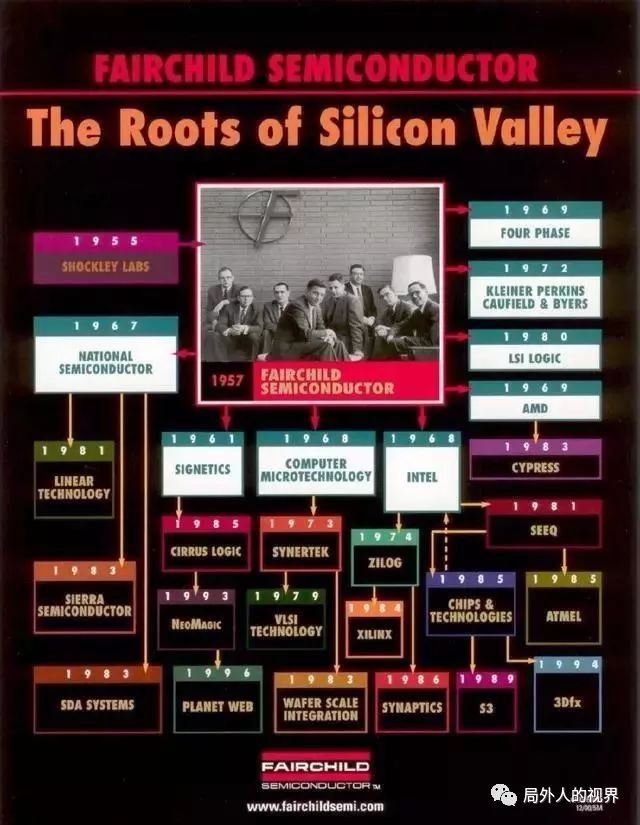 FAIRCHILD SEMICONDUCTOR
The Roots of Silicon Valley
1955
SHOCKLEY LABS
1957
FAIRCHILD
SEMICONDUCTOR
1969
FOUR PHASE
1972
KLEINER PERKINS
CAUFIELD & BYERS
1980
LSI LOGIC
1969
AMD
1983
CYPRESS
1967
NATIONAL
SEMICONDUCTOR
1961
SIGNETICS
1968
COMPUTER
MICROTECHNOLOGY
1968
INTEL
1981
LINEAR
TECHNOLOGY
1985
CIRRUS LOGIC
1973
SYNERTEK
1974
ZILOG
1981
SEEQ
1983
SIERRA
SEMICONDUCTOR
1993
NEOMAGIC
1979
VLSI
TECHNOLOGY
1984
XILINX
1985
CHIPS &
TECHNOLOGIES
1985
ATMEL
1983
SDA SYSTEMS
1996
PLANET WEB
1983
WAFER SCALE
INTEGRATION
1986
SYNAPTICS
1989
S3
1994
3Dfx
FAIRCHILD
SEMICONDUCTOR™
www.fairchildsemi.com
局外人的视界